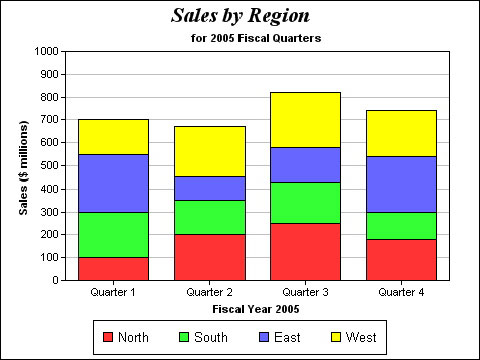 Sales by Region
for 2005 Fiscal Quarters
1000
900
800
700
600
500
400
300
200
100
0
Sales ($ millions)
Quarter 1 Quarter 2 Quarter 3 Quarter 4
Fiscal Year 2005
North South East West